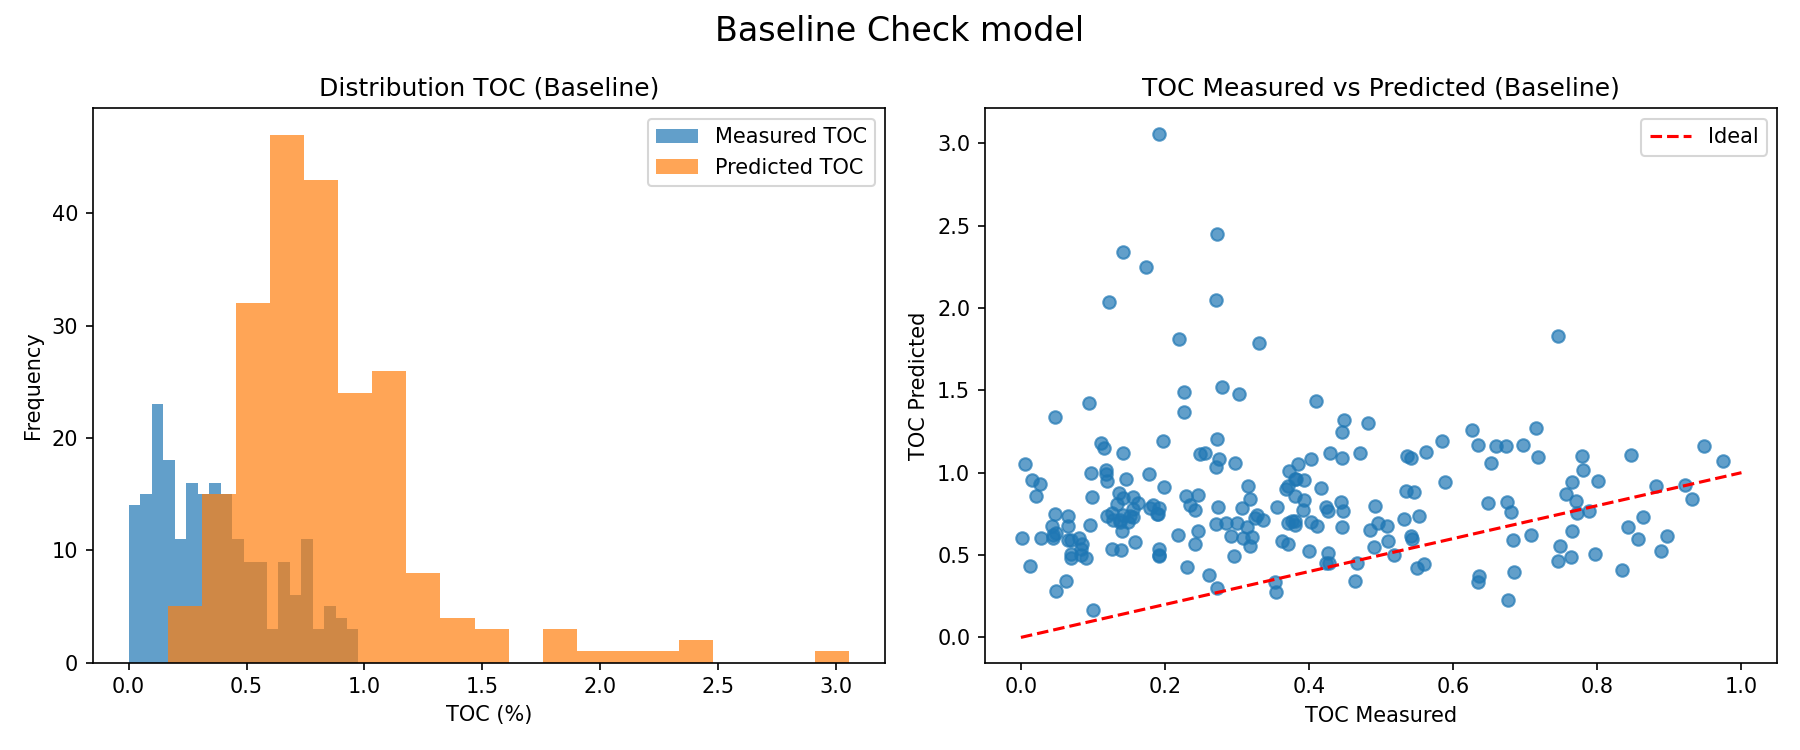 Baseline Check model
Distribution TOC (Baseline)
Measured TOC
Predicted TOC
Frequency
40
30
20
10
0
0.0 0.5 1.0 1.5 2.0 2.5 3.0
TOC (%)
TOC Measured vs Predicted (Baseline)
Ideal
TOC Predicted
3.0
2.5
2.0
1.5
1.0
0.5
0.0
0.0 0.2 0.4 0.6 0.8 1.0
TOC Measured